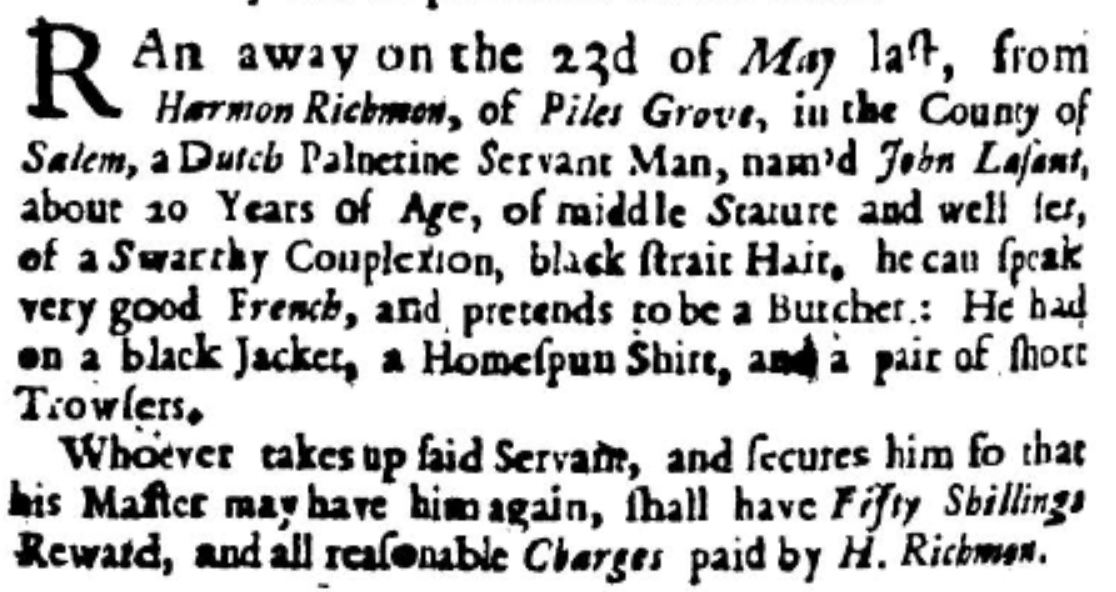 RAn away on the 23d of May laſt, from
Harmon Richmon, of Piles Grove, in the County of
Salem, a Dutch Palnetine Servant Man, nam'd John Laſant,
about 20 Years of Age, of middle Stature and well ſet,
of a Swarthy Couplexion, black ſtrait Hair, he can ſpeak
very good French, and pretends to be a Butcher: He had
on a black Jacket, a Homeſpun Shirt, and a pair of ſhort
Trowſers.
Whoever takes up ſaid Servant, and ſecures him ſo that
his Maſter may have him again, ſhall have Fifty Shillings
Reward, and all reaſonable Charges paid by H. Richmon.